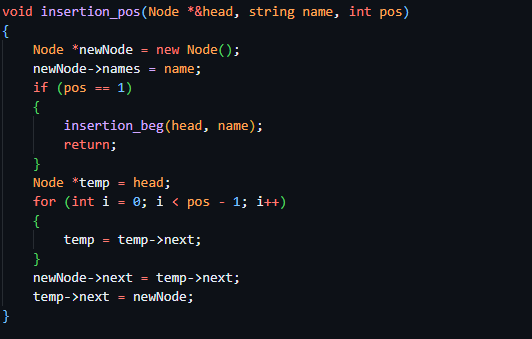 void insertion_pos(Node *&head, string name, int pos)
{
    Node *newNode = new Node();
    newNode->names = name;
    if (pos == 1)
    {
        insertion_beg(head, name);
        return;
    }
    Node *temp = head;
    for (int i = 0; i < pos - 1; i++)
    {
        temp = temp->next;
    }
    newNode->next = temp->next;
    temp->next = newNode;
}